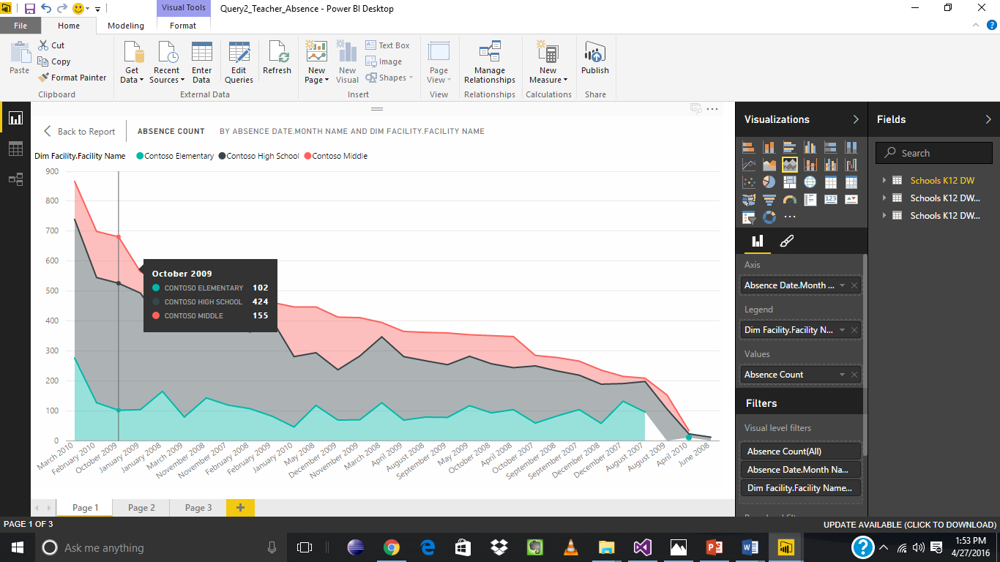 Visual Tools
Query2_Teacher_Absence - Power BI Desktop
File Home Modeling Format
Paste
Cut
Copy
Format Painter
Get Data
Recent Sources
Enter Data
Edit Queries
Refresh
New Page
New Visual
Text Box
Image
Shapes
Page View
Manage Relationships
New Measure
Publish
Clipboard External Data Insert View Relationships Calculations Share
Back to Report
ABSENCE COUNT BY ABSENCE DATE.MONTH NAME AND DIM FACILITY.FACILITY NAME
Dim Facility.Facility Name Contoso Elementary Contoso High School Contoso Middle
900
800
700
600
500
400
300
200
100
0
October 2009
CONTOSO ELEMENTARY 102
CONTOSO HIGH SCHOOL 424
CONTOSO MIDDLE 155
March 2010
February 2010
October 2009
January 2009
January 2008
March 2009
November 2008
November 2007
February 2008
February 2009
January 2010
May 2008
December 2009
November 2009
March 2008
April 2009
August 2008
September 2009
May 2009
October 2008
April 2008
October 2007
September 2008
September 2007
December 2008
December 2007
August 2007
August 2009
April 2010
June 2008
Visualizations
Axis
Absence Date.Month ...
Legend
Dim Facility.Facility N...
Values
Absence Count
Filters
Visual level filters
Absence Count(All)
Absence Date.Month Na...
Dim Facility.Facility Name...
Fields
Search
Schools K12 DW
Schools K12 DW...
Schools K12 DW...
Page 1 Page 2 Page 3
PAGE 1 OF 3
UPDATE AVAILABLE (CLICK TO DOWNLOAD)
Ask me anything
1:53 PM
4/27/2016